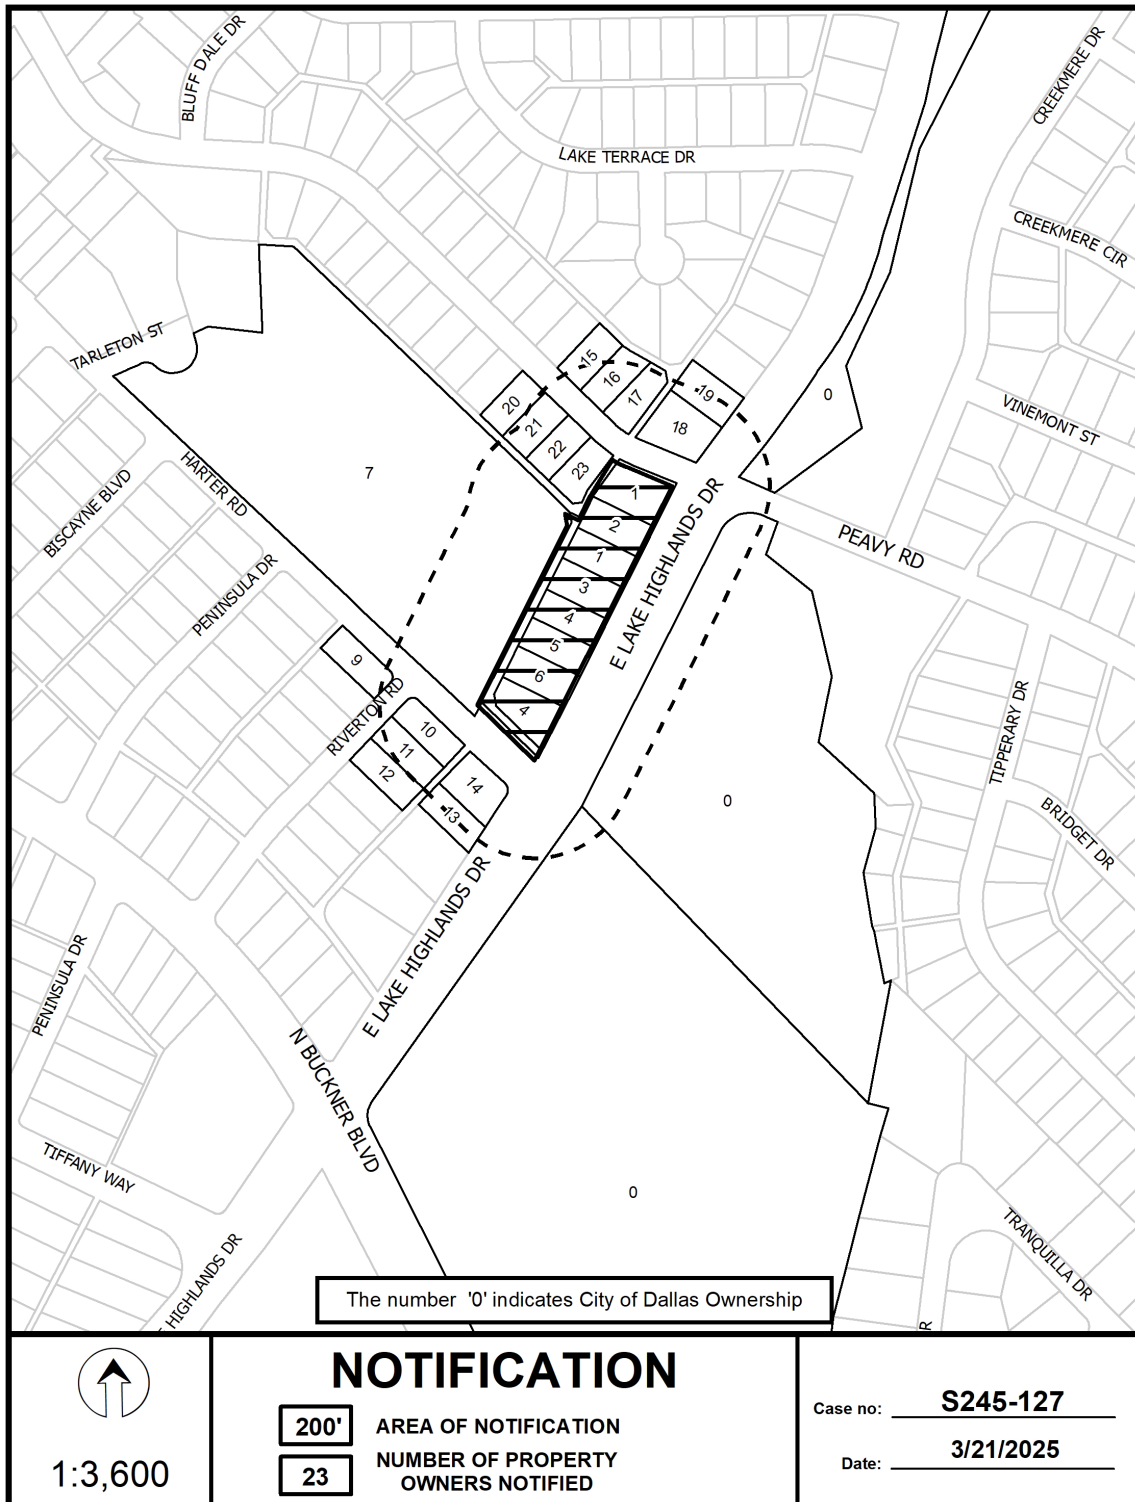 BLUFF DALE DR
CREEKMERE DR
LAKE TERRACE DR
CREEKMERE CIR
TARLETON ST
15
16
17
19
18
0
20
21
22
23
VINEMONT ST
7
HARTER RD
BISCAYNE BLVD
PENINSULA DR
1
2
1
3
4
5
6
4
E LAKE HIGHLANDS DR
PEAVY RD
9
RIVERTON RD
10
11
12
14
13
TIPPERARY DR
0
BRIDGET DR
E LAKE HIGHLANDS DR
PENINSULA DR
N BUCKNER BLVD
TIFFANY WAY
0
TRANQUILLA DR
HIGHLANDS DR
R
The number '0' indicates City of Dallas Ownership
1:3,600
NOTIFICATION
200' AREA OF NOTIFICATION
23 NUMBER OF PROPERTY
OWNERS NOTIFIED
Case no: S245-127
Date: 3/21/2025